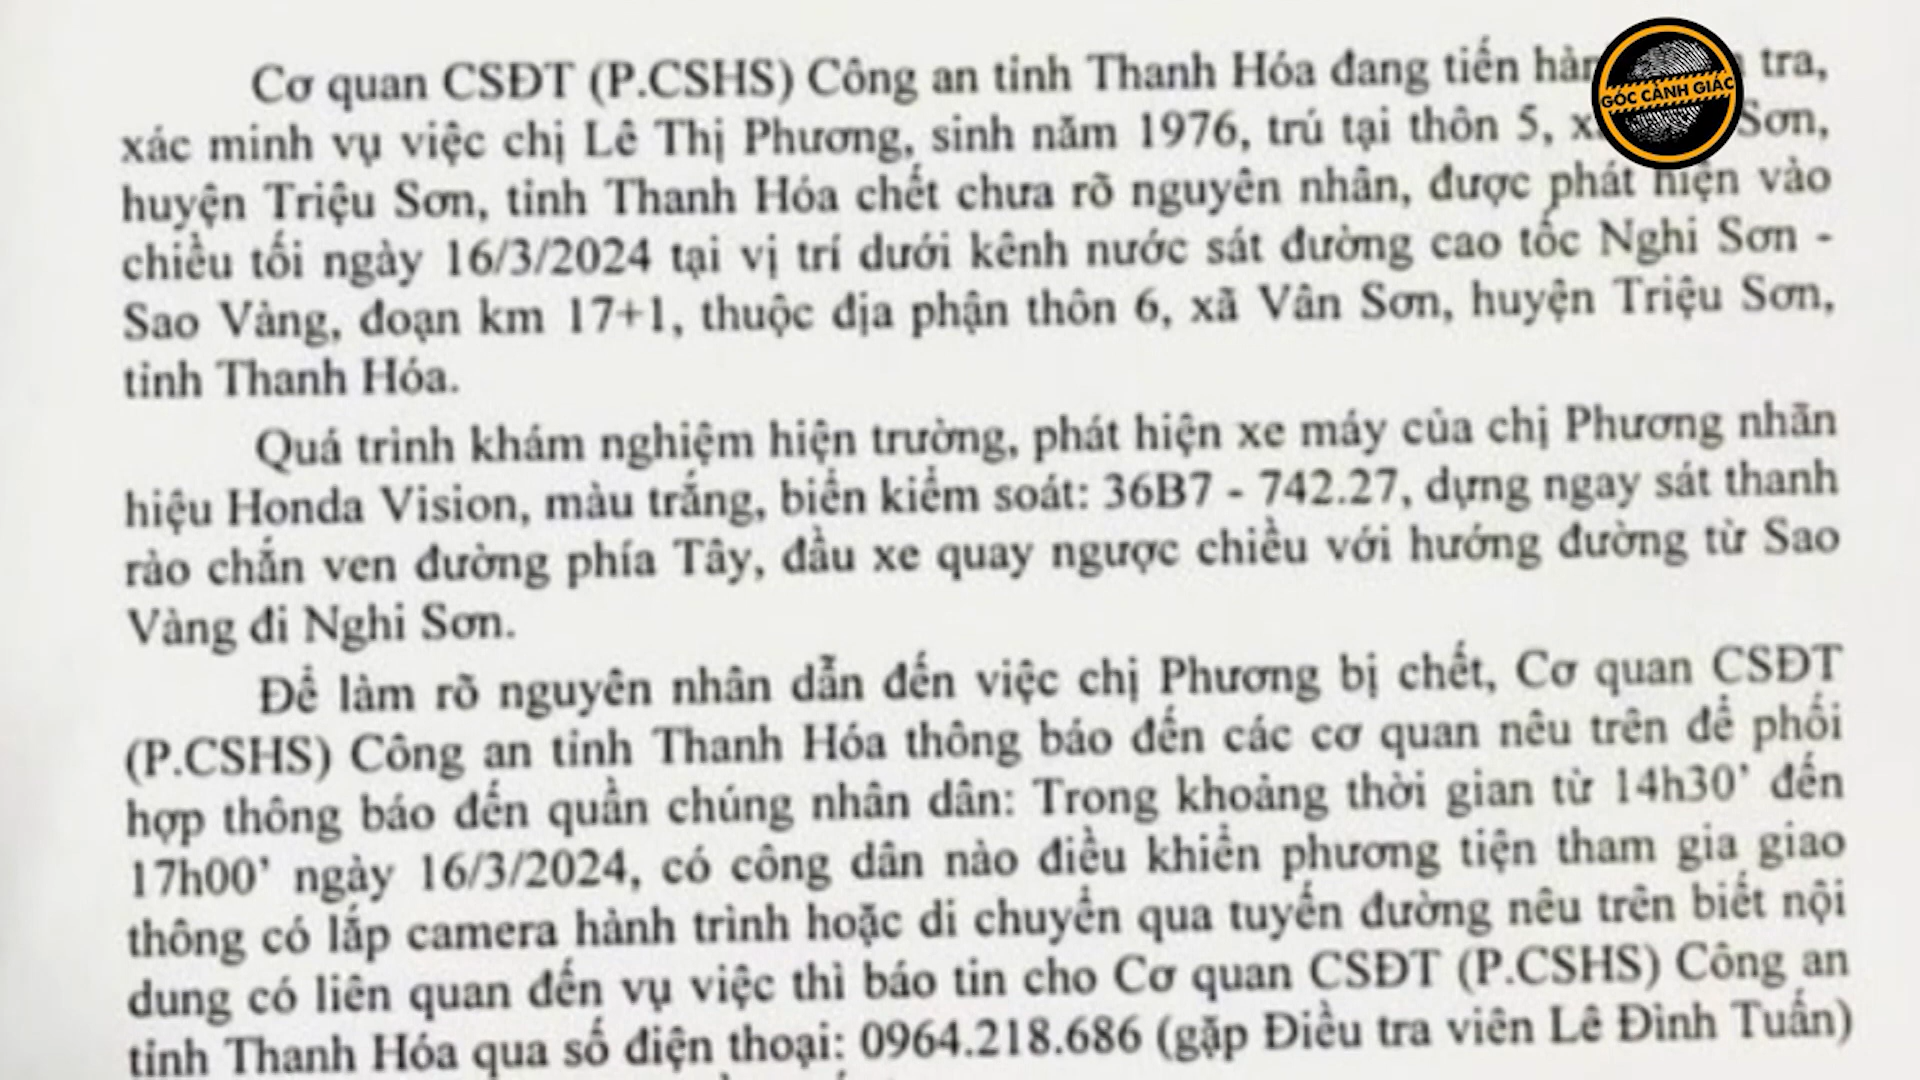 Cơ quan CSĐT (P.CSHS) Công an tỉnh Thanh Hóa đang tiến tra,
xác minh vụ việc chị Lê Thị Phương, sinh năm 1976, trú tại thôn 5, Sơn,
huyện Triệu Sơn, tỉnh Thanh Hóa chết chưa rõ nguyên nhân, được phát hiện vào
chiều tối ngày 16/3/2024 tại vị trí dưới kênh nước sát đường cao tốc Nghi Sơn -
Sao Vàng, đoạn km 17+1, thuộc địa phận thôn 6, xã Vân Sơn, huyện Triệu Sơn,
tỉnh Thanh Hóa.
Quá trình khám nghiệm hiện trường, phát hiện xe máy của chị Phương nhãn
hiệu Honda Vision, màu trắng, biển kiểm soát: 36B7 - 742.27, dựng ngay sát thanh
rào chắn ven đường phía Tây, đầu xe quay ngược chiều với hướng đường từ Sao
Vàng đi Nghi Sơn.
Để làm rõ nguyên nhân dẫn đến việc chị Phương bị chết, Cơ quan CSĐT
(P.CSHS) Công an tỉnh Thanh Hóa thông báo đến các cơ quan nêu trên để phối
hợp thông báo đến quần chúng nhân dân: Trong khoảng thời gian từ 14h30’ đến
17h00’ ngày 16/3/2024, có công dân nào điều khiển phương tiện tham gia giao
thông có lắp camera hành trình hoặc di chuyển qua tuyến đường nêu trên biết nội
dung có liên quan đến vụ việc thì báo tin cho Cơ quan CSĐT (P.CSHS) Công an
tỉnh Thanh Hóa qua số điện thoại: 0964.218.686 (gặp Điều tra viên Lê Đình Tuấn)
GÓC CẢNH GIÁC